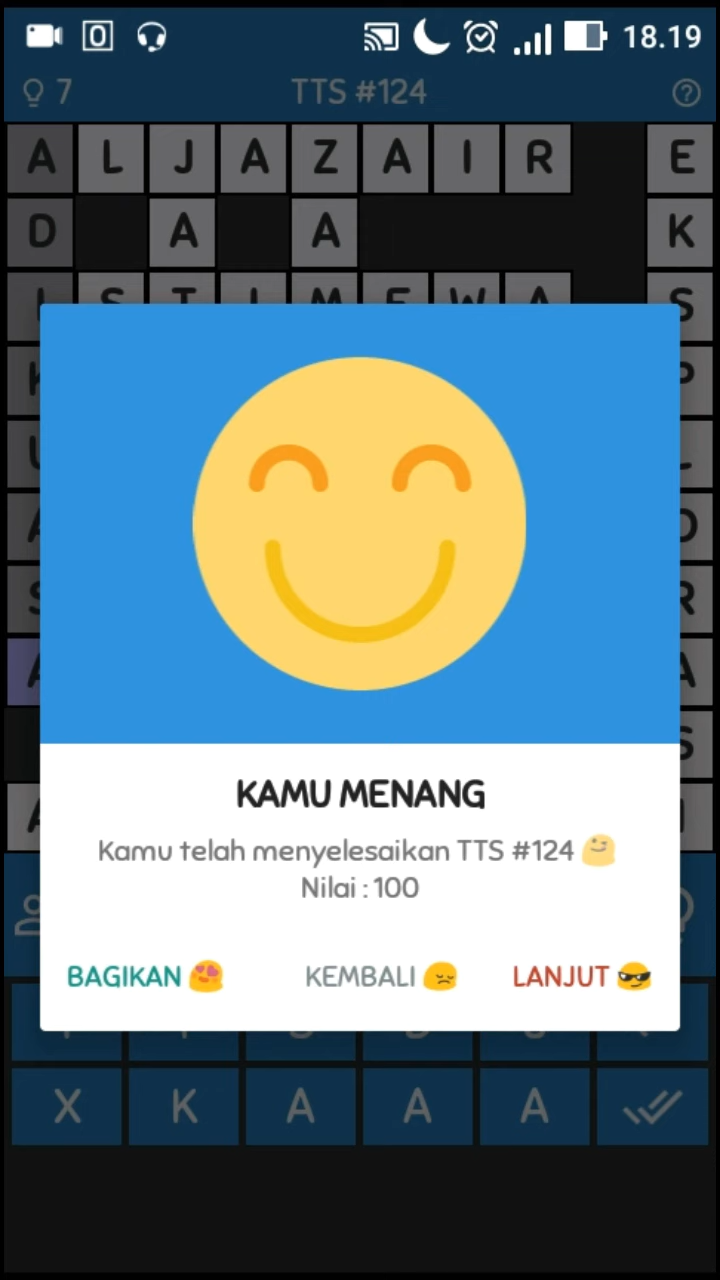 18.19
7 TTS #124
A L J A Z A I R E
D A A K
I S T I M E W A S
K P
U L
A O
S R
A A
S
A I
KAMU MENANG
Kamu telah menyelesaikan TTS #124
Nilai : 100
BAGIKAN KEMBALI LANJUT
X K A A A